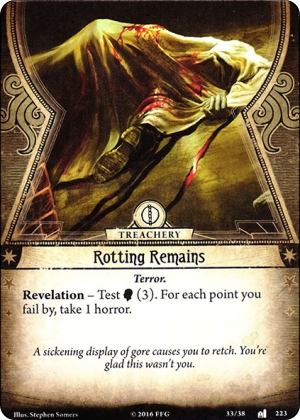 TREACHERY
Rotting Remains
Terror.
Revelation – Test (3). For each point you
fail by, take 1 horror.
A sickening display of gore causes you to retch. You're
glad this wasn't you.
Illus. Stephen Somers
© 2016 FFG
33/38
223